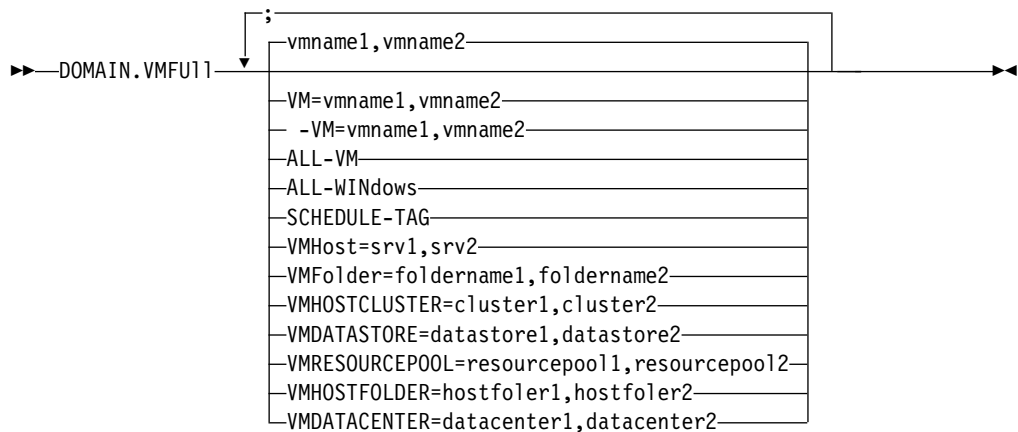 ;
vmname1,vmname2
DOMAIN.VMFUll
VM=vmname1,vmname2
-VM=vmname1,vmname2
ALL-VM
ALL-WINdows
SCHEDULE-TAG
VMHost=srv1,srv2
VMFolder=foldername1,foldername2
VMHOSTCLUSTER=cluster1,cluster2
VMDATASTORE=datastore1,datastore2
VMRESOURCEPOOL=resourcepool1,resourcepool2
VMHOSTFOLDER=hostfoler1,hostfoler2
VMDATACENTER=datacenter1,datacenter2